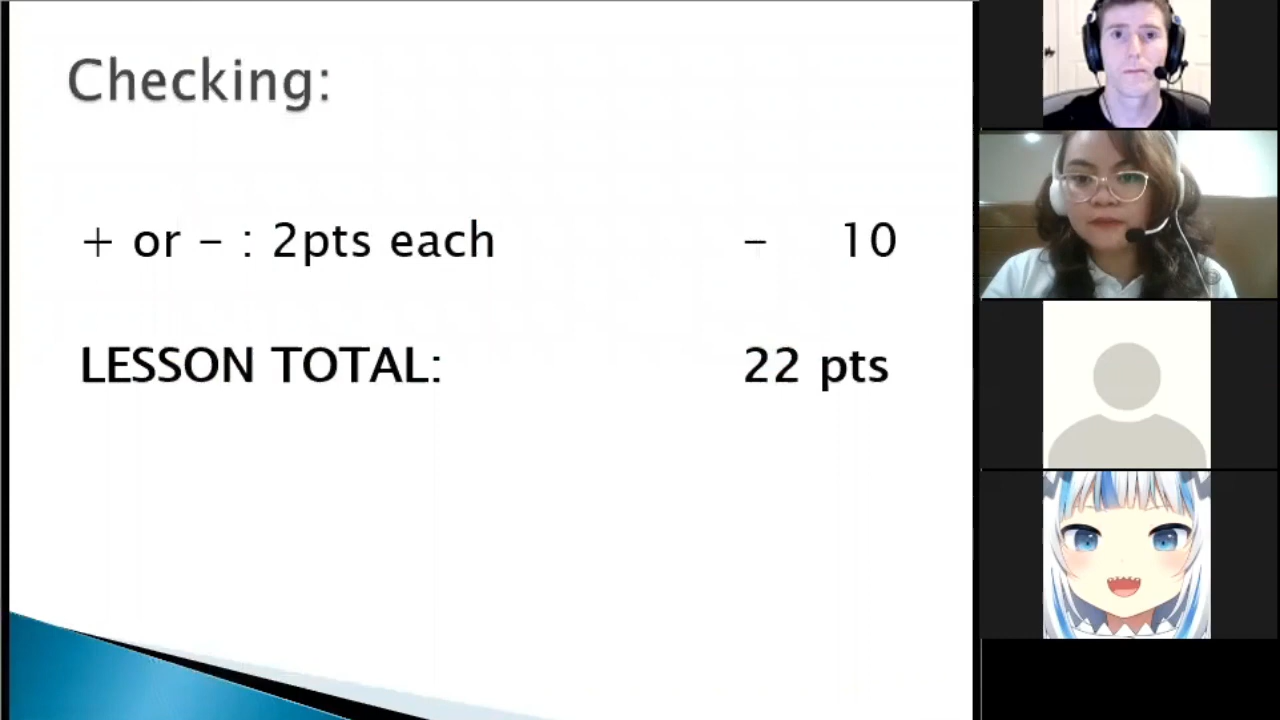 Checking:
+ or – : 2pts each – 10
LESSON TOTAL: 22 pts